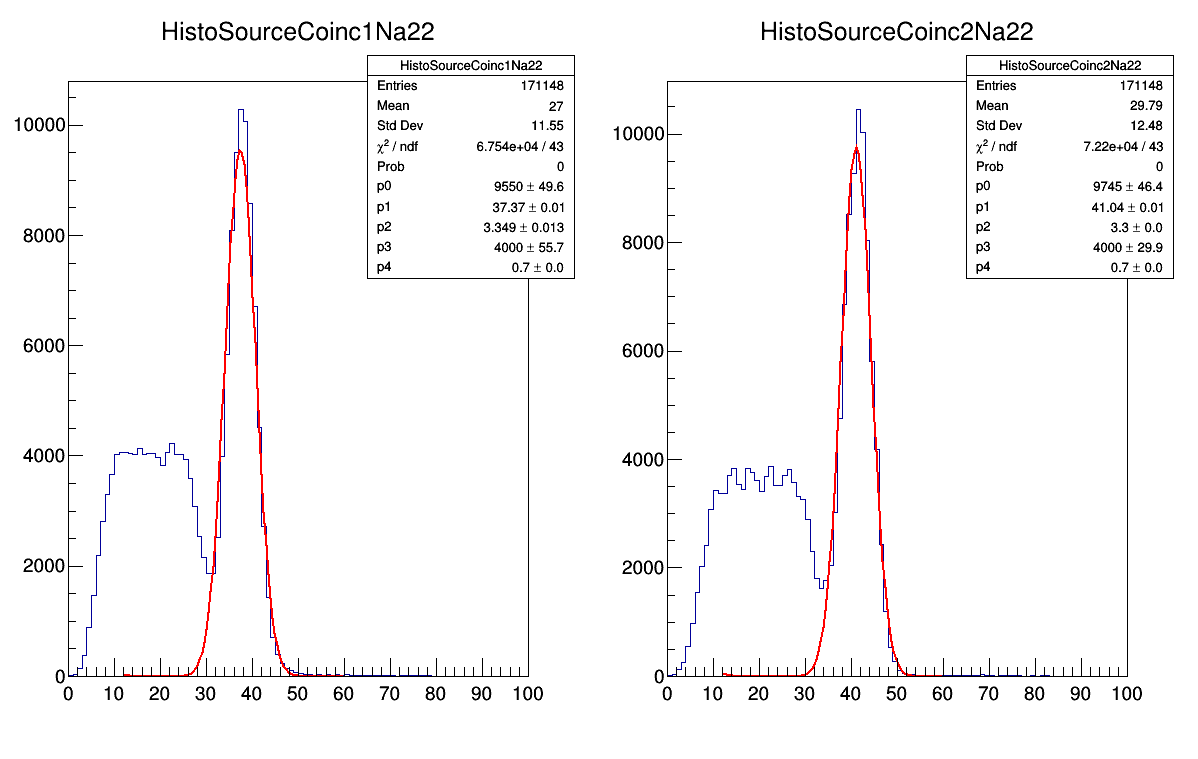 HistoSourceCoinc1Na22
HistoSourceCoinc1Na22
Entries 171148
Mean 27
Std Dev 11.55
χ² / ndf 6.754e+04 / 43
Prob 0
p0 9550 ± 49.6
p1 37.37 ± 0.01
p2 3.349 ± 0.013
p3 4000 ± 55.7
p4 0.7 ± 0.0
10000
8000
6000
4000
2000
0
0 10 20 30 40 50 60 70 80 90 100
HistoSourceCoinc2Na22
HistoSourceCoinc2Na22
Entries 171148
Mean 29.79
Std Dev 12.48
χ² / ndf 7.22e+04 / 43
Prob 0
p0 9745 ± 46.4
p1 41.04 ± 0.01
p2 3.3 ± 0.0
p3 4000 ± 29.9
p4 0.7 ± 0.0
10000
8000
6000
4000
2000
0
0 10 20 30 40 50 60 70 80 90 100